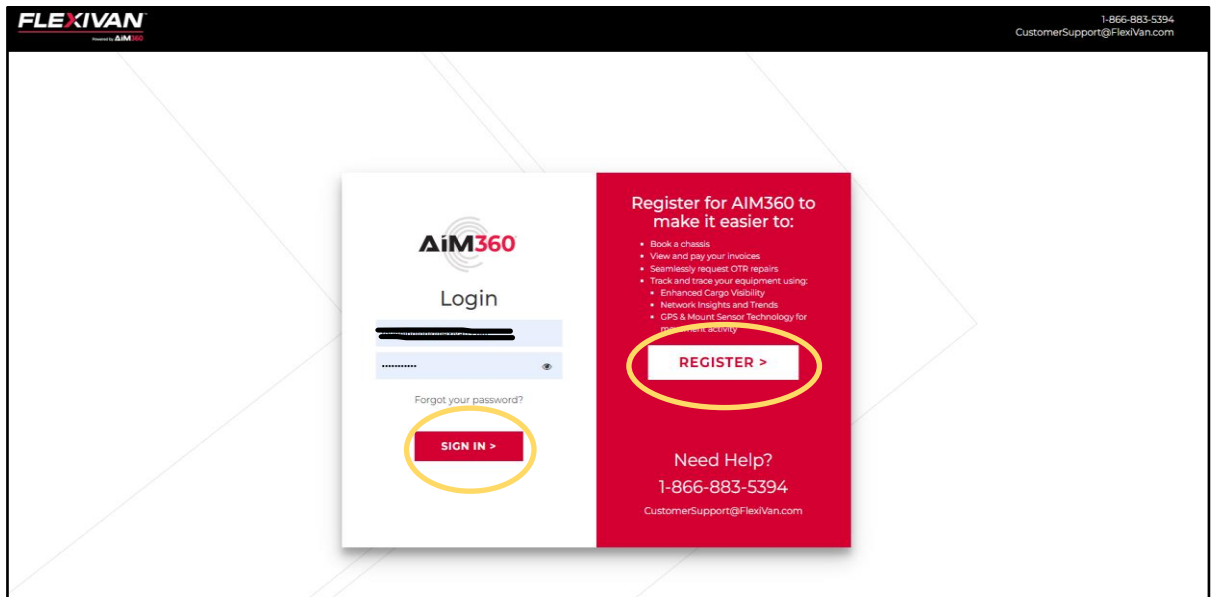 FLEXIVAN
Powered by AiM360
1-866-883-5394
CustomerSupport@FlexiVan.com
AiM360
Login
•••••••••••
Forgot your password?
SIGN IN >
Register for AIM360 to
make it easier to:
• Book a chassis
• View and pay your invoices
• Seamlessly request OTR repairs
• Track and trace your equipment using:
• Enhanced Cargo Visibility
• Network Insights and Trends
• GPS & Mount Sensor Technology for
movement activity
REGISTER >
Need Help?
1-866-883-5394
CustomerSupport@FlexiVan.com